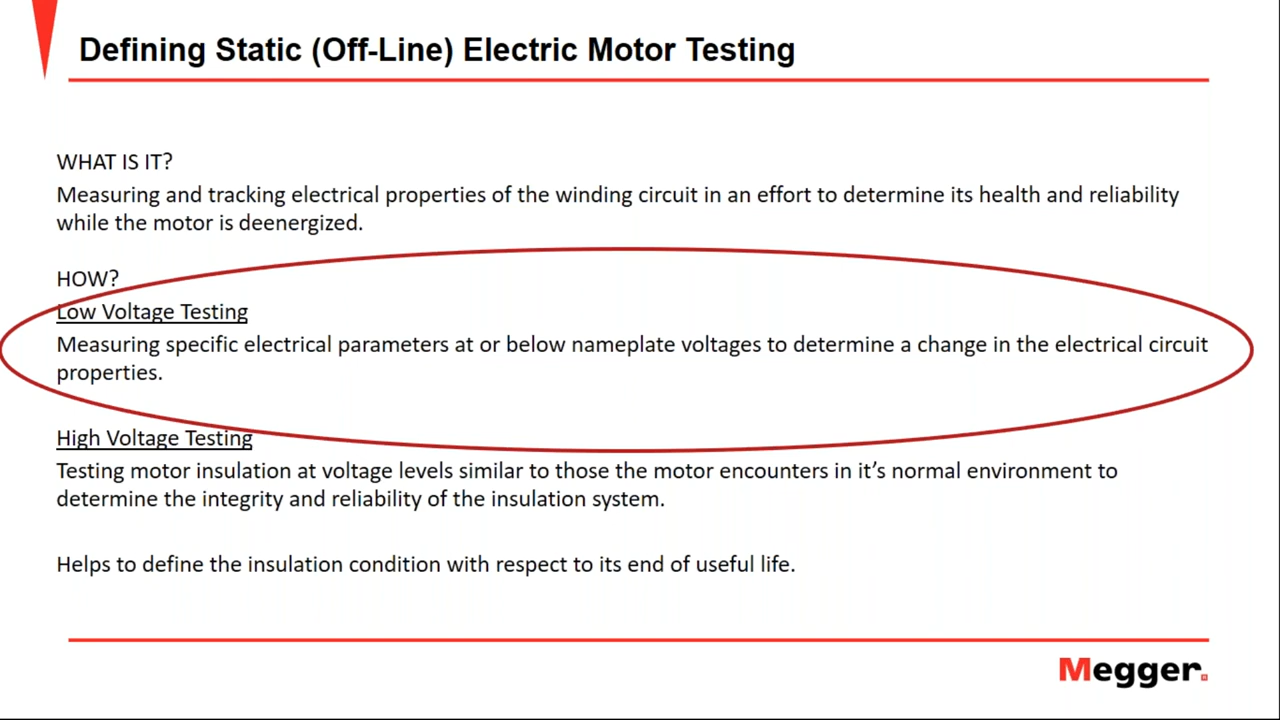 Defining Static (Off-Line) Electric Motor Testing
WHAT IS IT?
Measuring and tracking electrical properties of the winding circuit in an effort to determine its health and reliability
while the motor is deenergized.
HOW?
Low Voltage Testing
Measuring specific electrical parameters at or below nameplate voltages to determine a change in the electrical circuit
properties.
High Voltage Testing
Testing motor insulation at voltage levels similar to those the motor encounters in it’s normal environment to
determine the integrity and reliability of the insulation system.
Helps to define the insulation condition with respect to its end of useful life.
Megger.